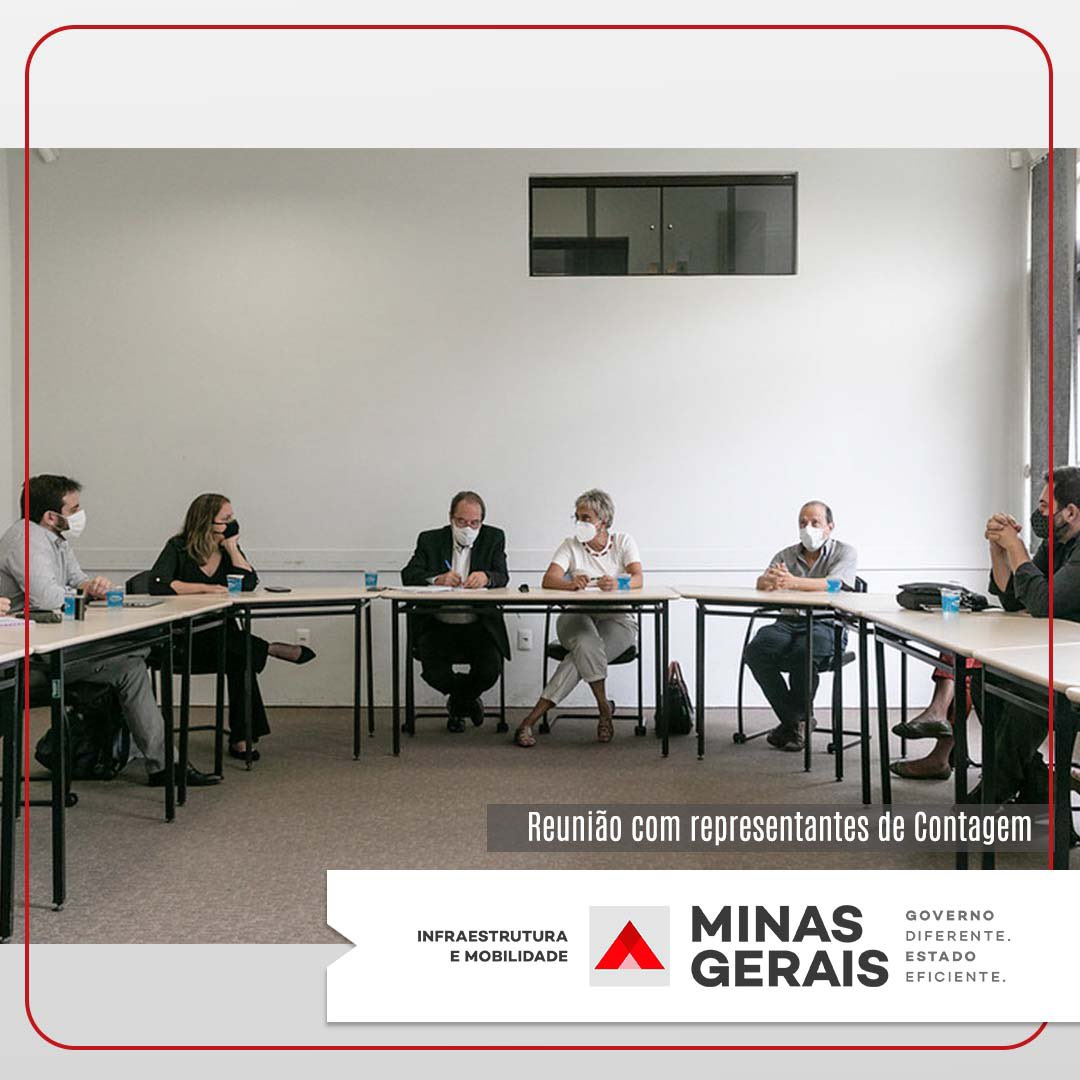 Reunião com representantes de Contagem
INFRAESTRUTURA
E MOBILIDADE
MINAS
GERAIS
GOVERNO
DIFERENTE.
ESTADO
EFICIENTE.